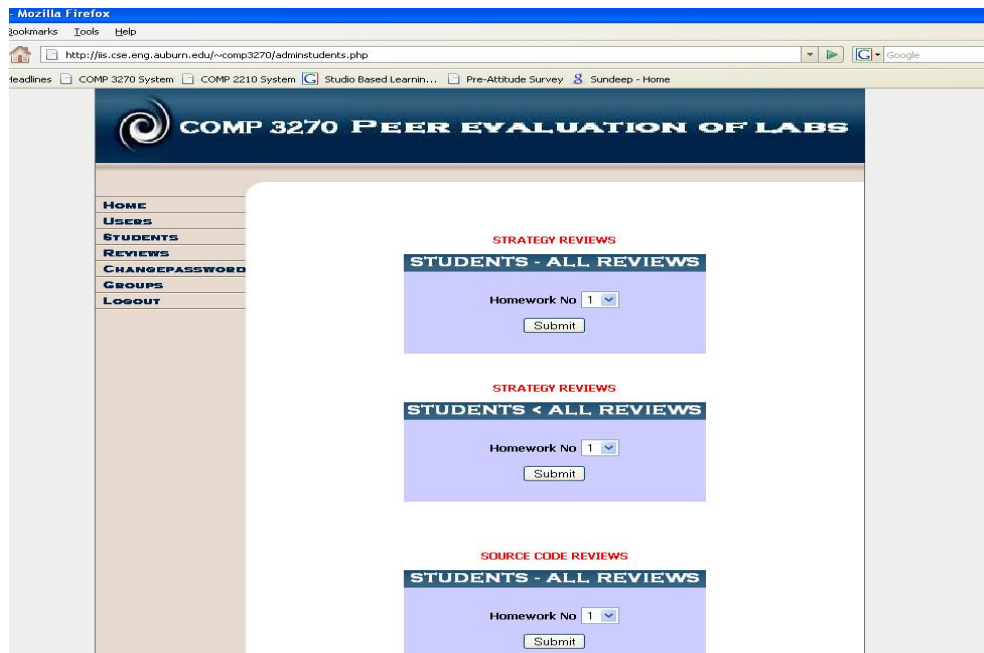 - Mozilla Firefox
Bookmarks Tools Help
http://iis.cse.eng.auburn.edu/~comp3270/adminstudents.php
G Google
Headlines COMP 3270 System COMP 2210 System G Studio Based Learnin... Pre-Attitude Survey 8 Sundeep - Home
COMP 3270 PEER EVALUATION OF LABS
HOME
USERS
STUDENTS
REVIEWS
CHANGEPASSWORD
GROUPS
LOGOUT
STRATEGY REVIEWS
STUDENTS - ALL REVIEWS
Homework No 1
Submit
STRATEGY REVIEWS
STUDENTS < ALL REVIEWS
Homework No 1
Submit
SOURCE CODE REVIEWS
STUDENTS - ALL REVIEWS
Homework No 1
Submit